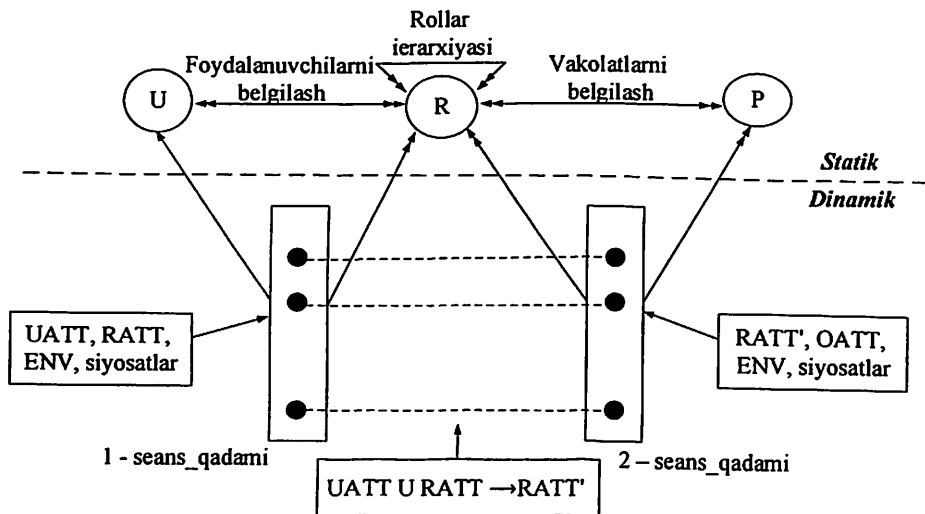 Rollar
ierarxiyasi
Foydalanuvchilarni
belgilash
Vakolatlarni
belgilash
U
R
P
Statik
Dinamik
UATT, RATT,
ENV, siyosatlar
RATT', OATT,
ENV, siyosatlar
1 - seans_qadami
2 – seans_qadami
UATT U RATT → RATT'